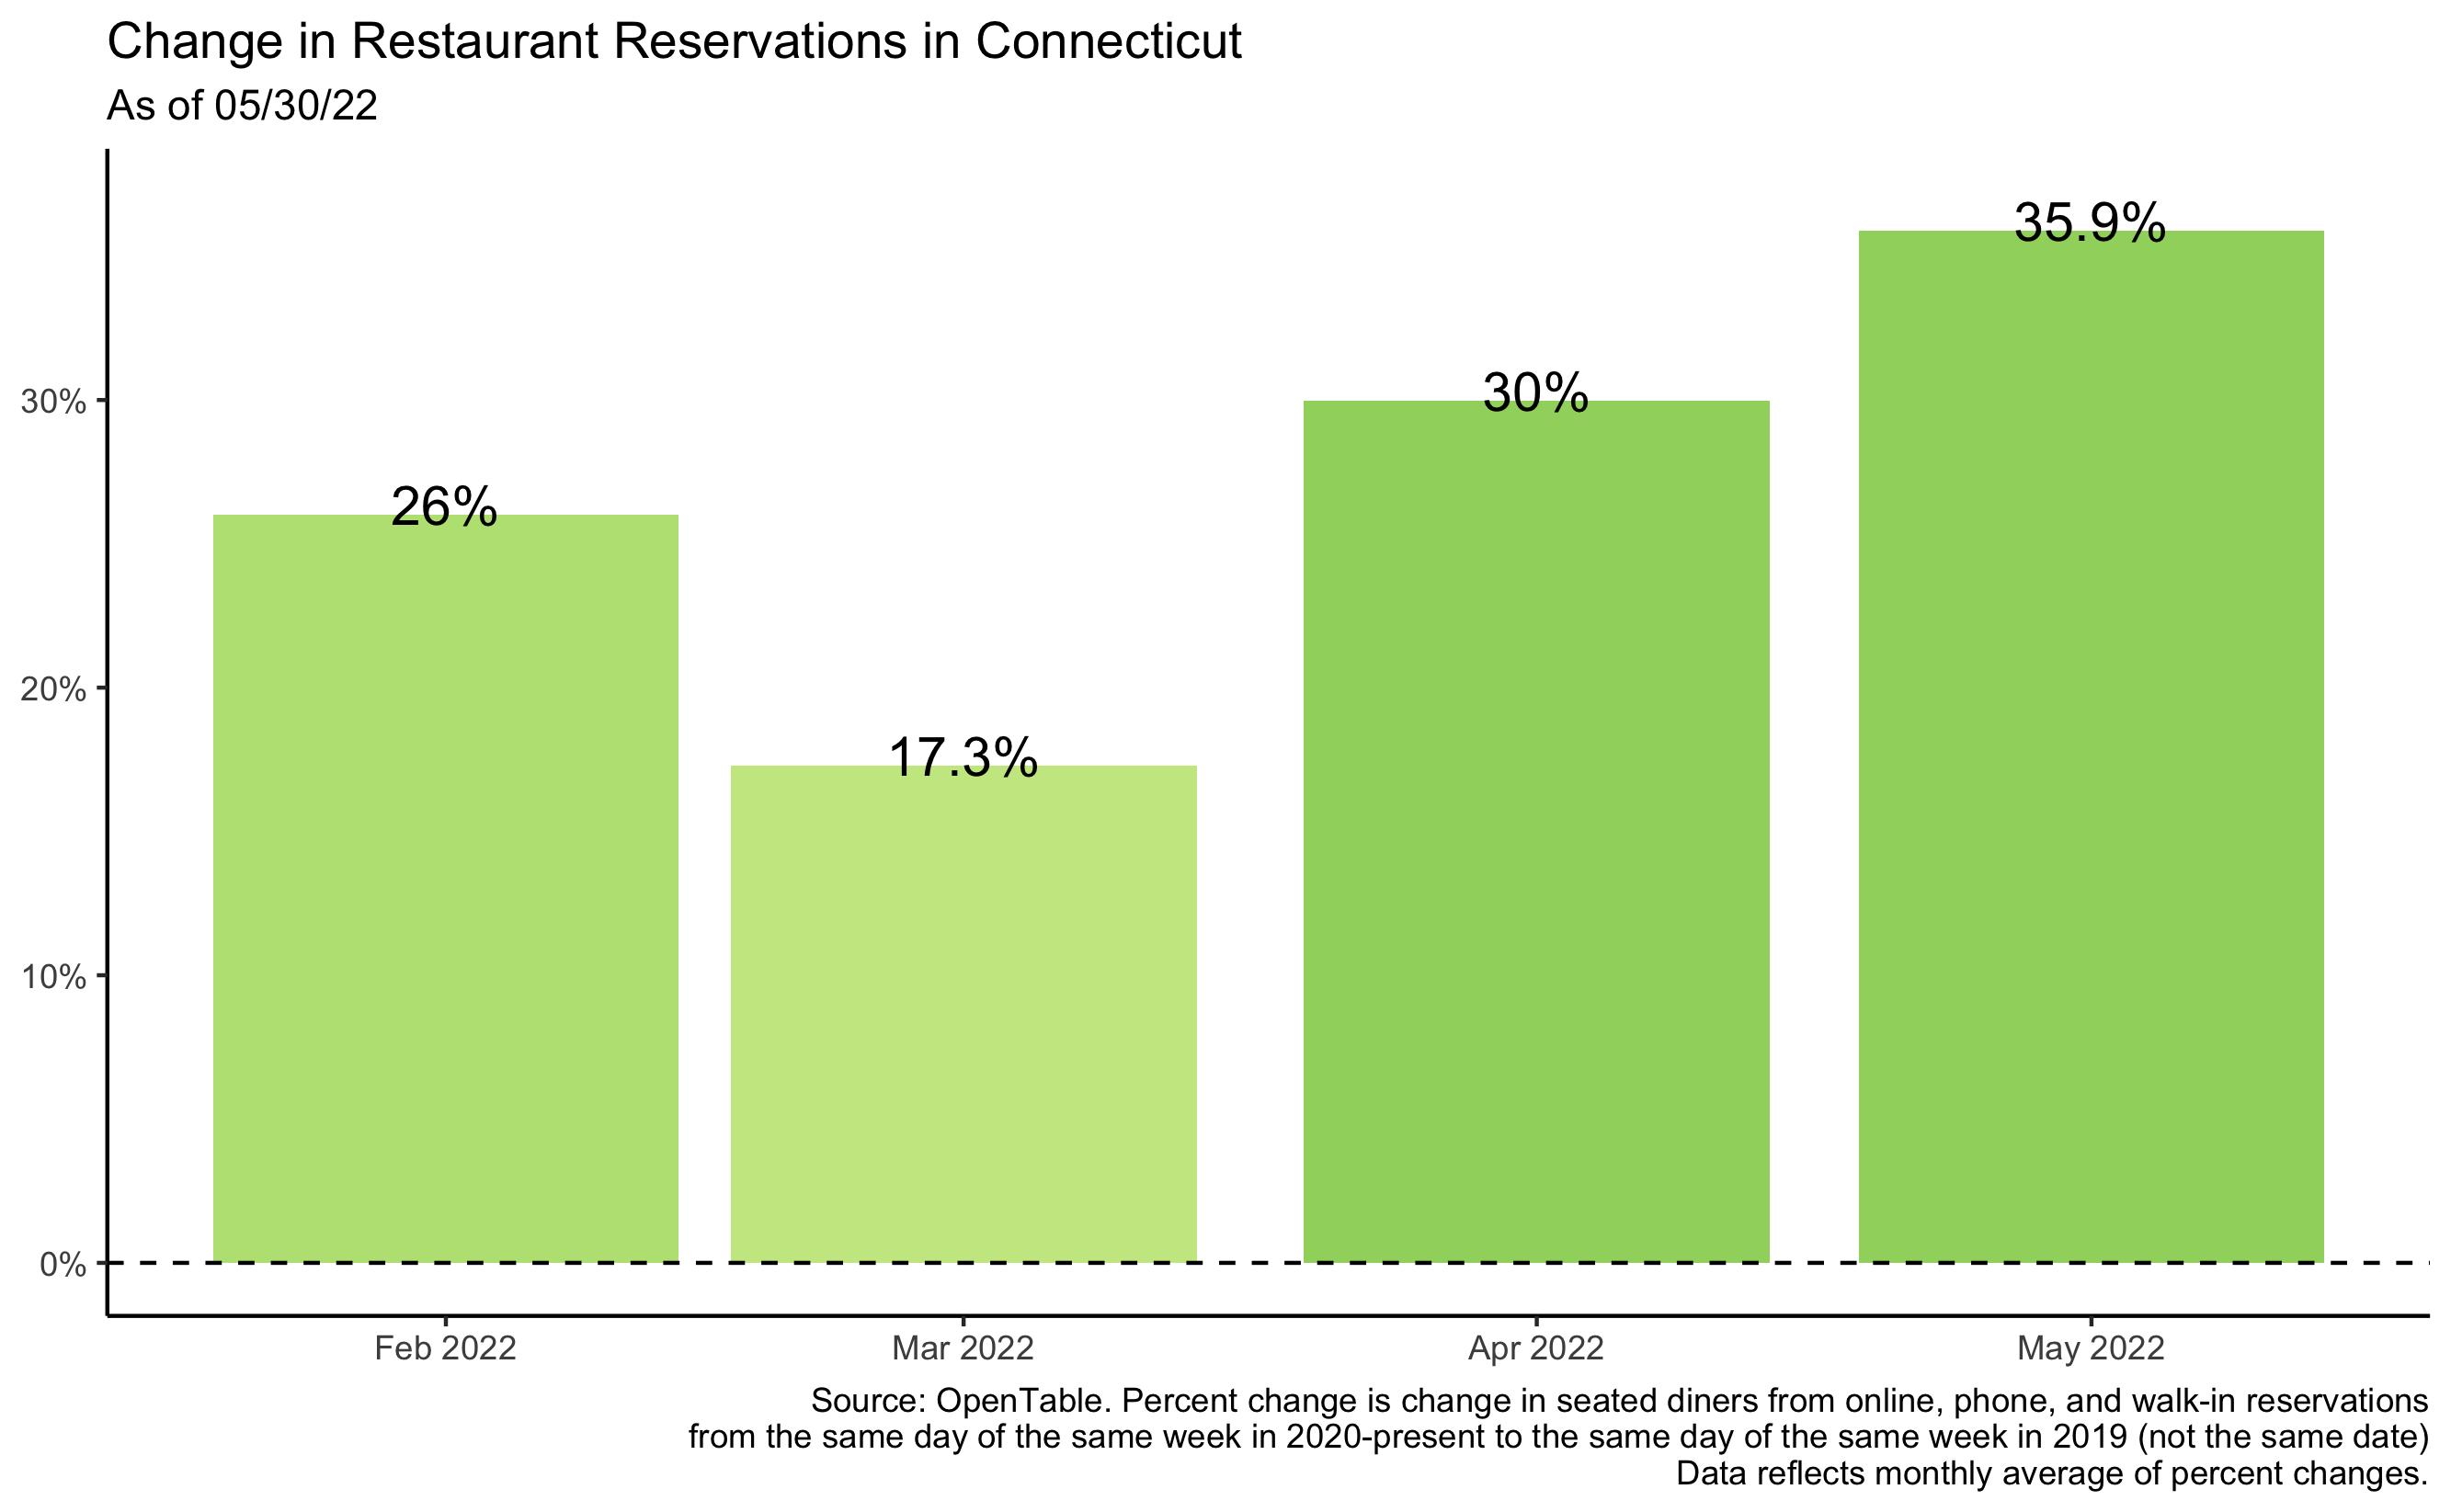 Change in Restaurant Reservations in Connecticut
As of 05/30/22
35.9%
30%
30%
26%
20%
17.3%
10%
0%
Feb 2022
Mar 2022
Apr 2022
May 2022
Source: OpenTable. Percent change is change in seated diners from online, phone, and walk-in reservations
from the same day of the same week in 2020-present to the same day of the same week in 2019 (not the same date)
Data reflects monthly average of percent changes.